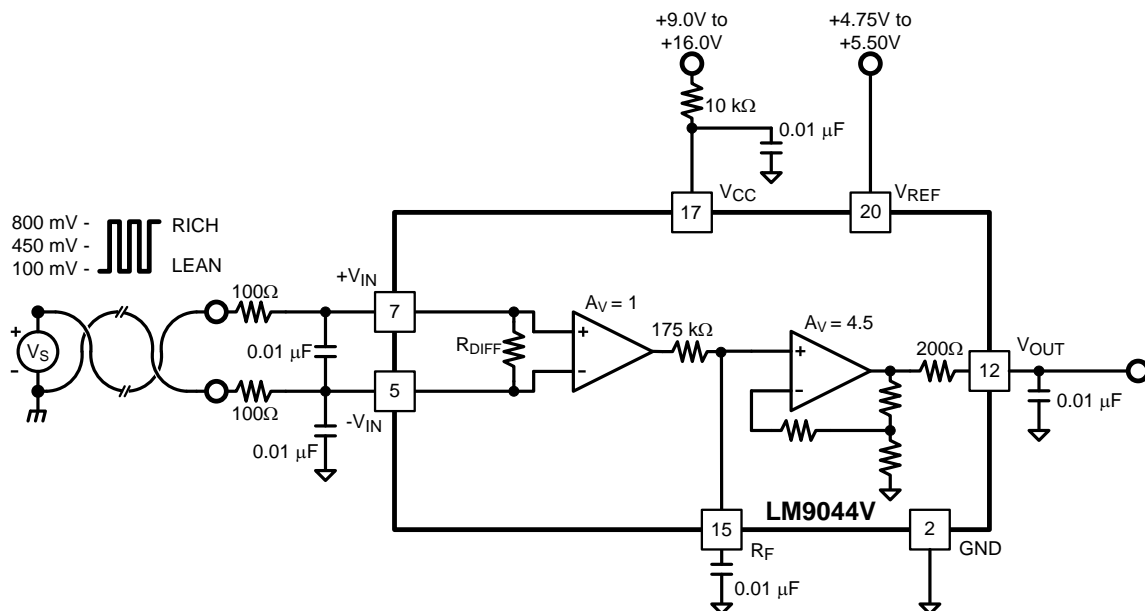 +9.0V to
+16.0V
+4.75V to
+5.50V
10 kΩ
0.01 μF
VCC
17
VREF
20
800 mV -
450 mV -
100 mV -
RICH
LEAN
+VIN
100Ω
7
AV = 1
175 kΩ
AV = 4.5
+
VS
-
0.01 μF
RDIFF
+
-
+
-
200Ω
VOUT
12
5
100Ω
-VIN
0.01 μF
0.01 μF
LM9044V
15
RF
2
GND
0.01 μF